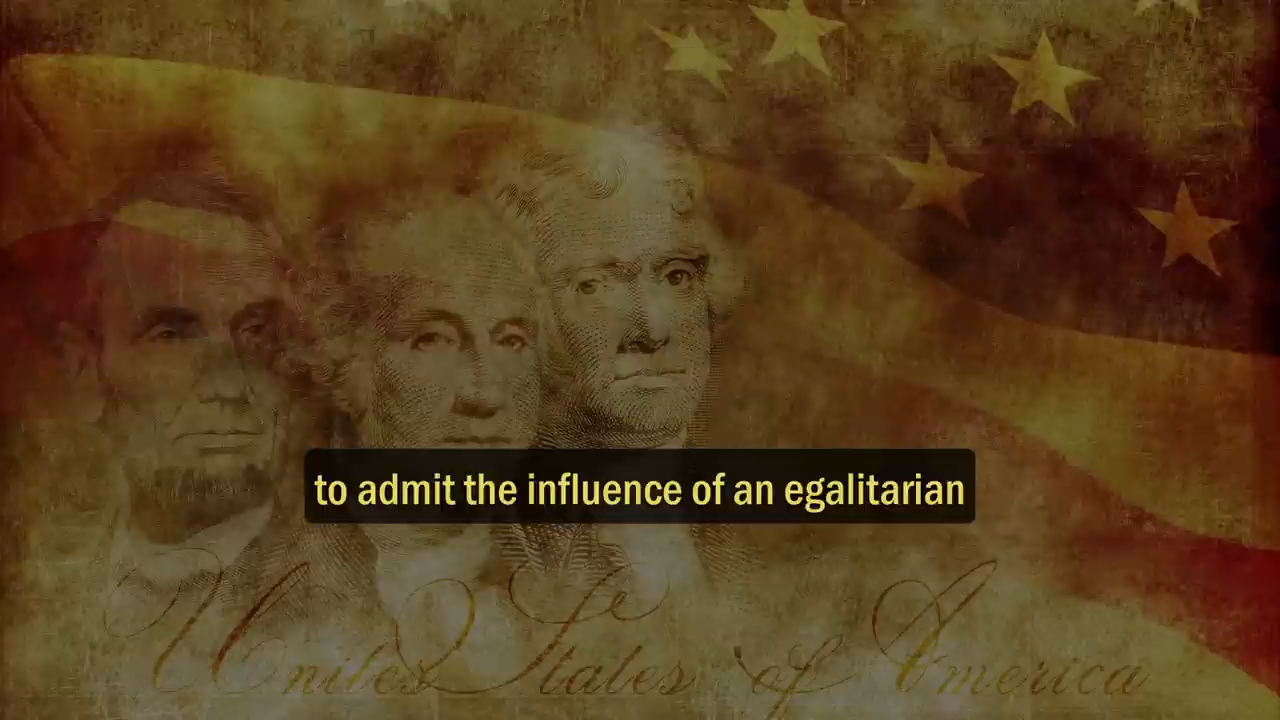 to admit the influence of an egalitarian
United States of America